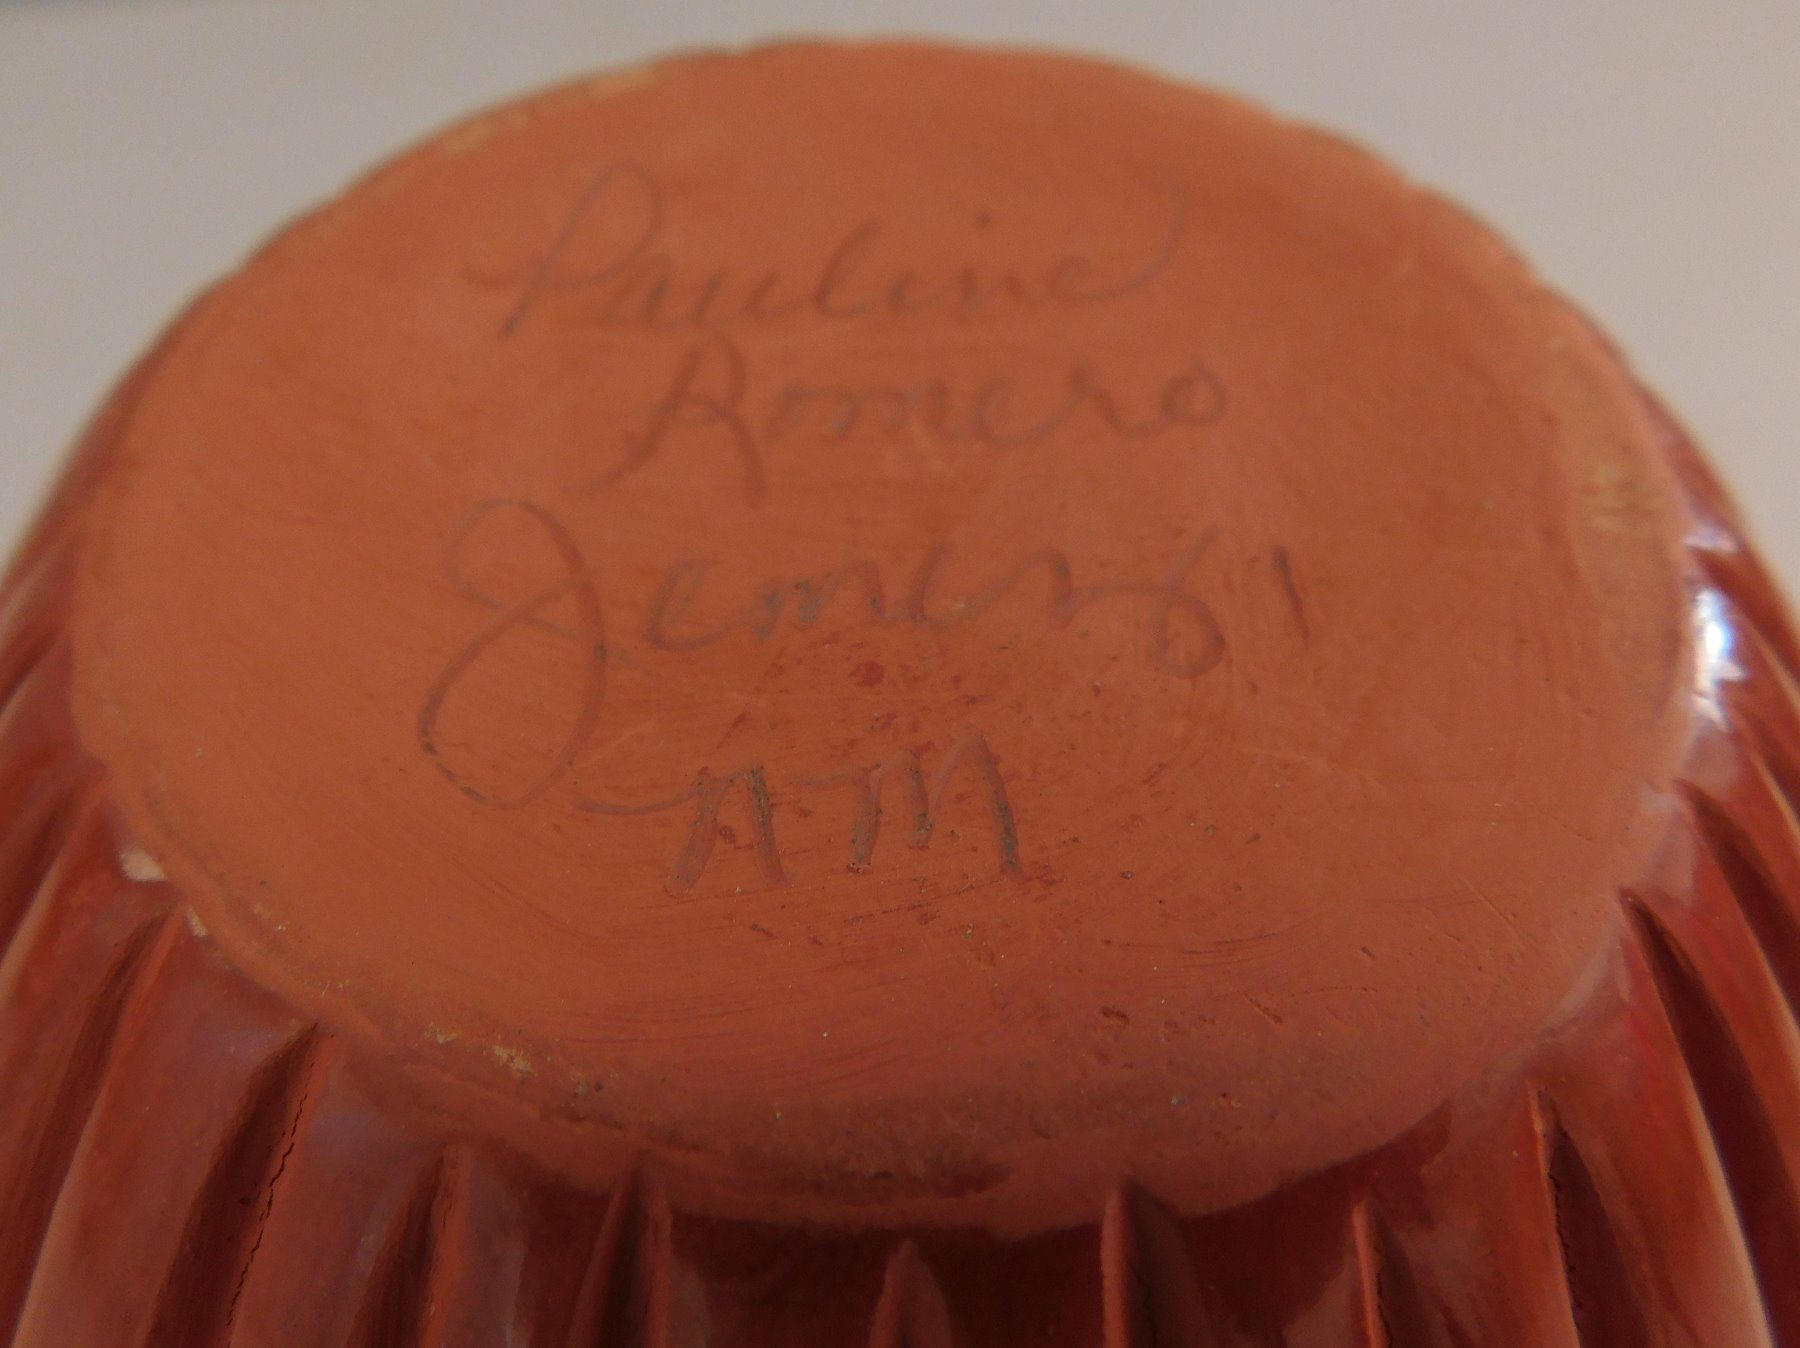 Pauline
Romero
Jemez,
NM